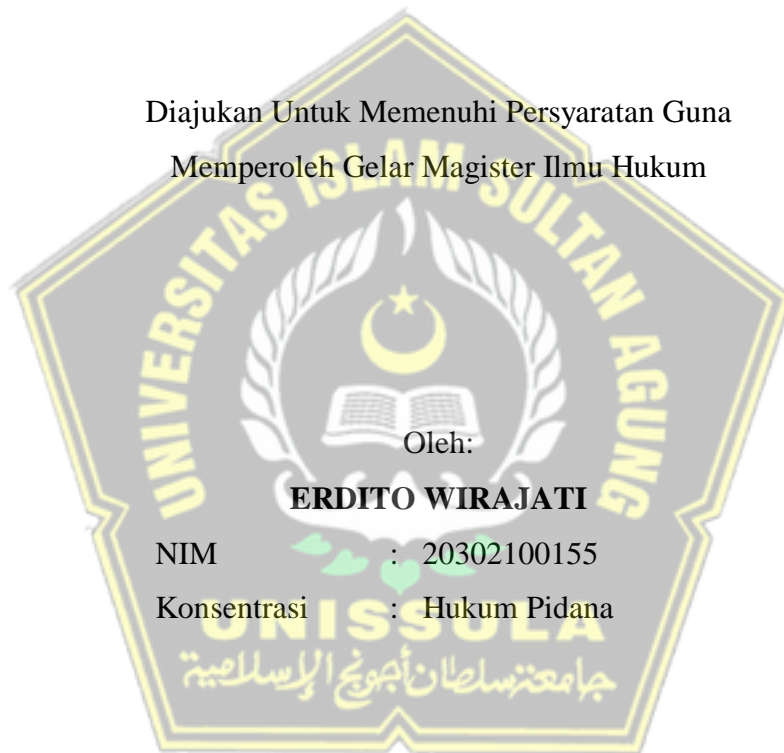 Diajukan Untuk Memenuhi Persyaratan Guna
Memperoleh Gelar Magister Ilmu Hukum
UNIVERSITAS ISLAM SULTAN AGUNG
Oleh:
ERDITO WIRAJATI
NIM : 20302100155
Konsentrasi : Hukum Pidana
UNISSULA
جامعة سلطان أجونج الإسلامية